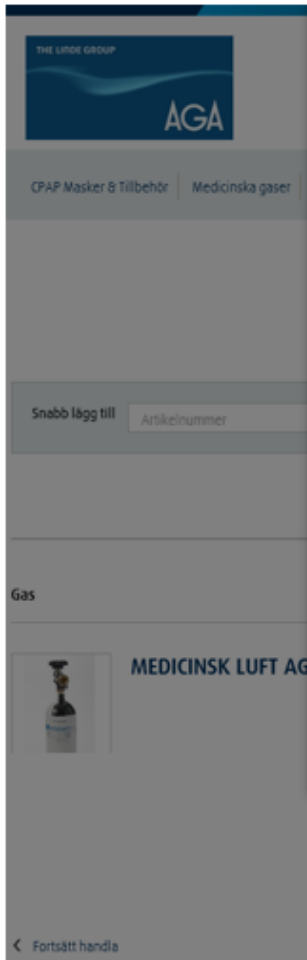 THE LINDE GROUP
AGA
CPAP Masker & Tillbehör
Medicinska gaser
Snabb lägg till
Artikelnummer
Gas
MEDICINSK LUFT AG
Fortsätt handla